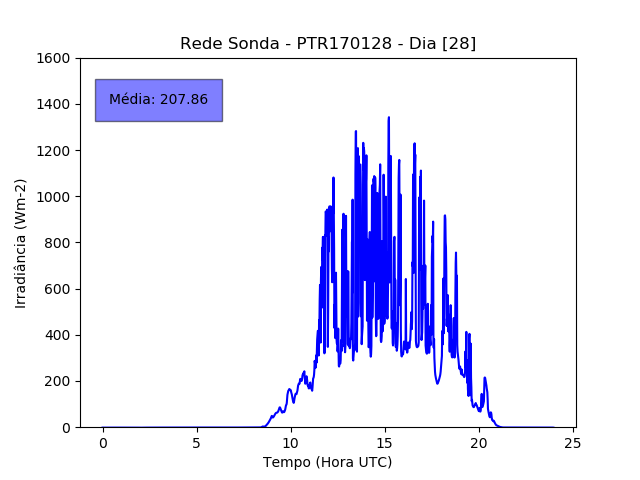 Rede Sonda - PTR170128 - Dia [28]
1600
1400
1200
1000
800
600
400
200
0
Média: 207.86
Irradiância (Wm-2)
0 5 10 15 20 25
Tempo (Hora UTC)